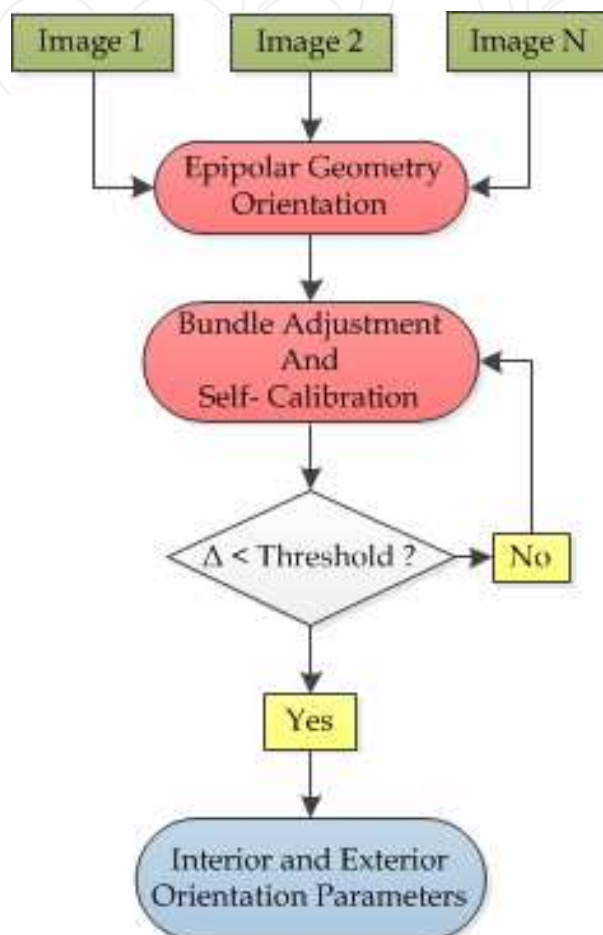 Image 1
Image 2
Image N
Epipolar Geometry
Orientation
Bundle Adjustment
And
Self- Calibration
Δ < Threshold ?
No
Yes
Interior and Exterior
Orientation Parameters